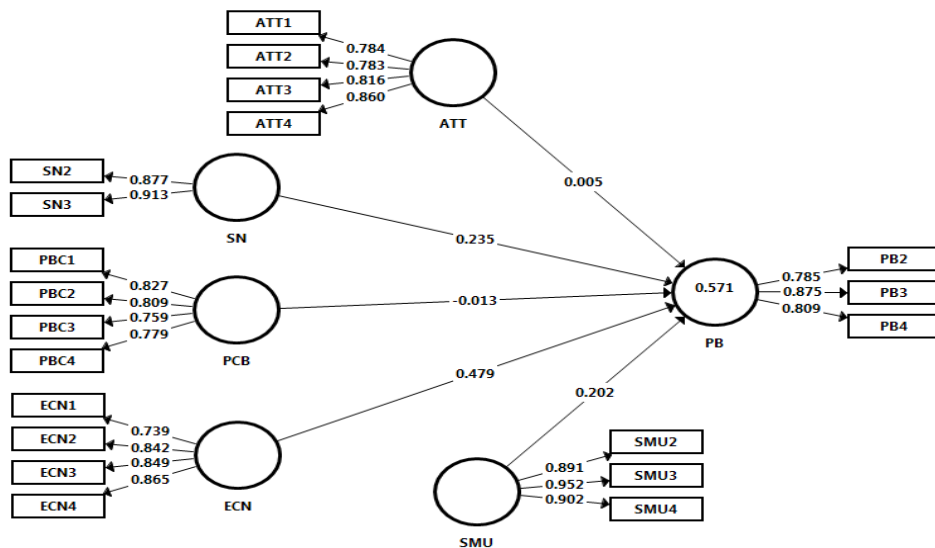 ATT1
ATT2
ATT3
ATT4
0.784
0.783
0.816
0.860
ATT
0.005
SN2
SN3
0.877
0.913
SN
0.235
PBC1
PBC2
PBC3
PBC4
0.827
0.809
0.759
0.779
PCB
-0.013
ECN1
ECN2
ECN3
ECN4
0.739
0.842
0.849
0.865
ECN
0.479
SMU
0.202
0.891
0.952
0.902
SMU2
SMU3
SMU4
0.571
PB
0.785
0.875
0.809
PB2
PB3
PB4